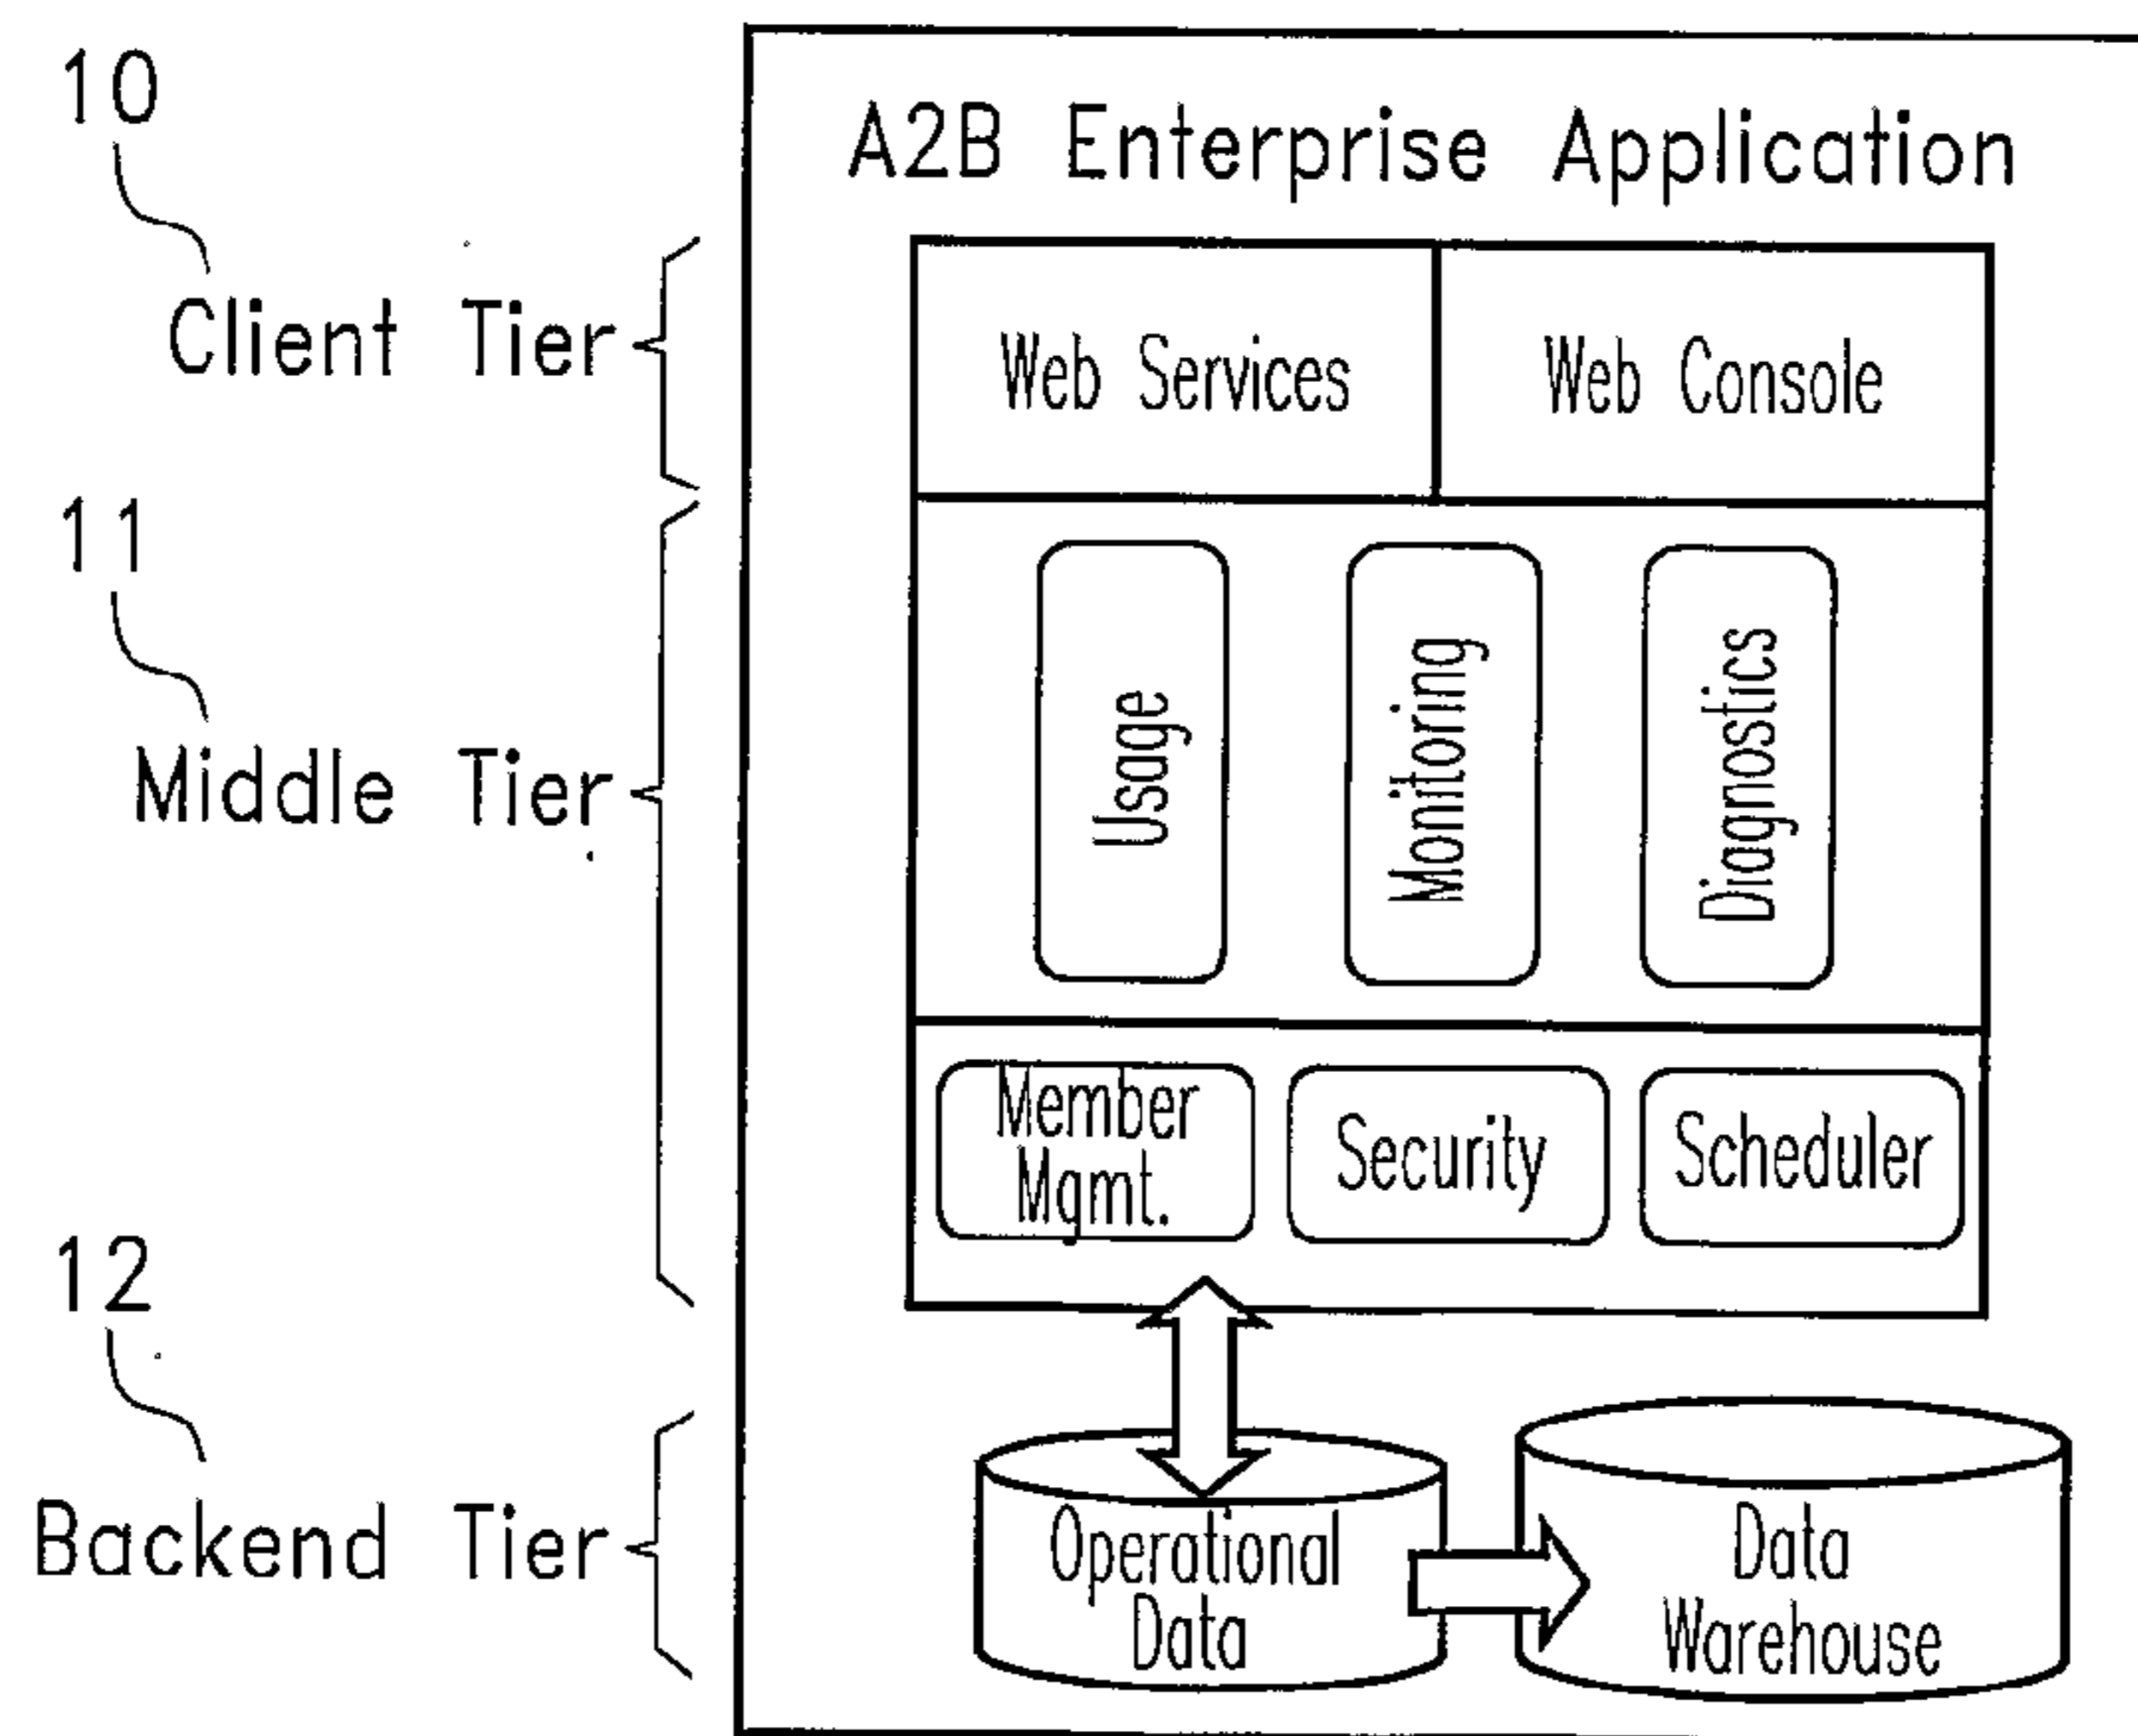 10
A2B Enterprise Application
Client Tier
Web Services
Web Console
11
Middle Tier
Usage
Monitoring
Diagnostics
Member
Mgmt.
Security
Scheduler
12
Backend Tier
Operational
Data
Data
Warehouse